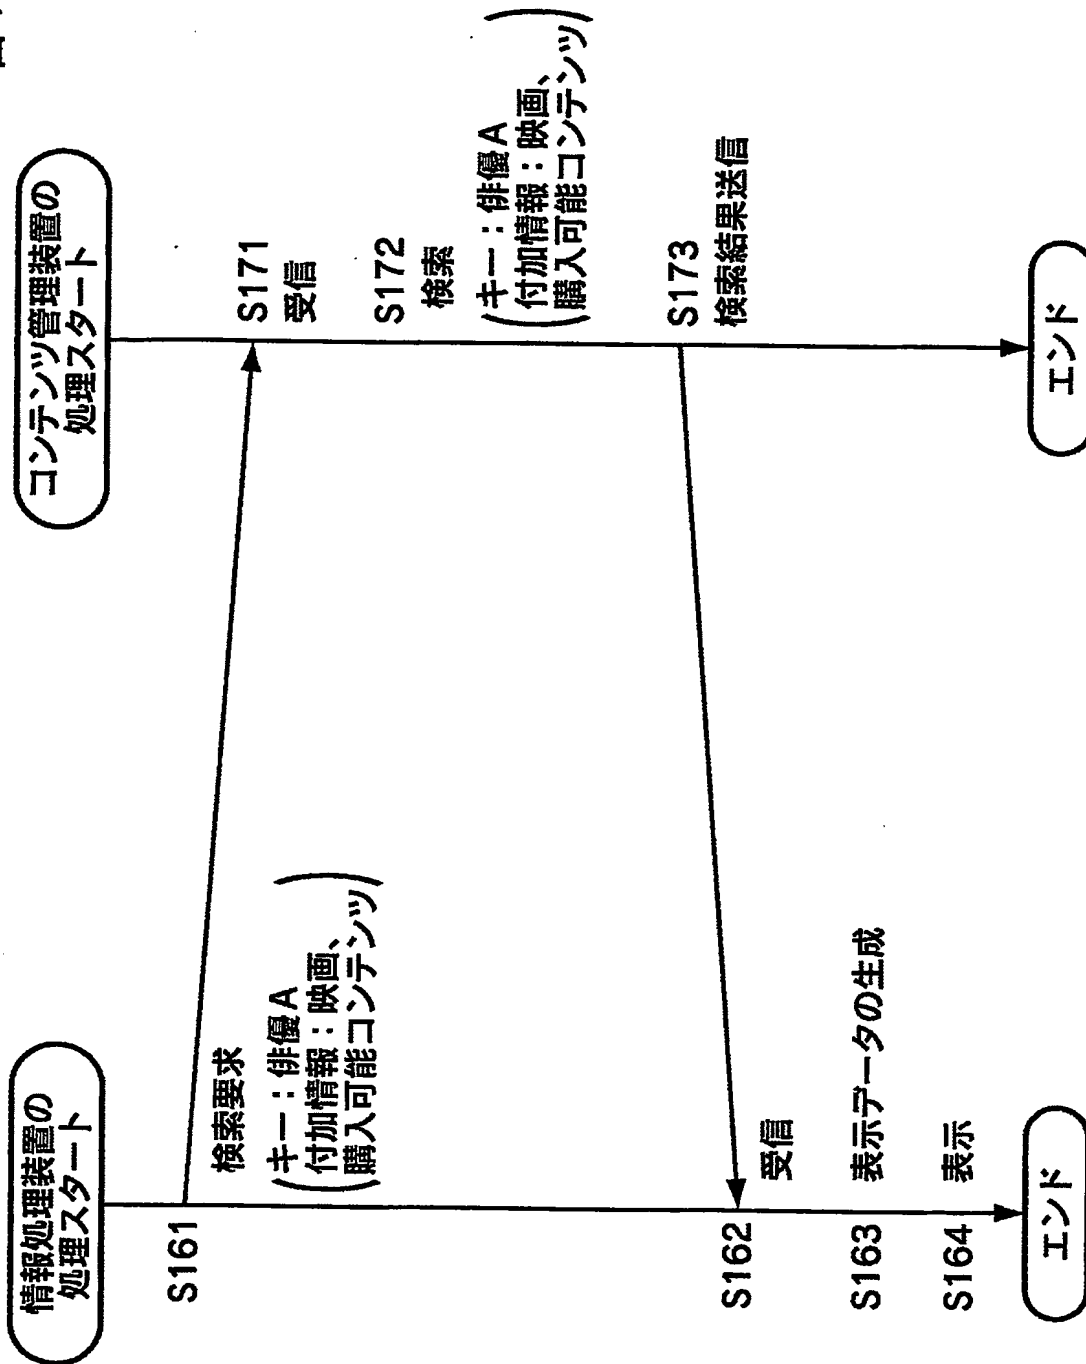 情報処理装置の
処理スタート
S161
検索要求
キー：俳優A
付加情報：映画、
購入可能コンテンツ
S162
受信
S163
表示データの生成
S164
表示
エンド
コンテンツ管理装置の
処理スタート
S171
受信
S172
検索
キー：俳優A
付加情報：映画、
購入可能コンテンツ
S173
検索結果送信
エンド